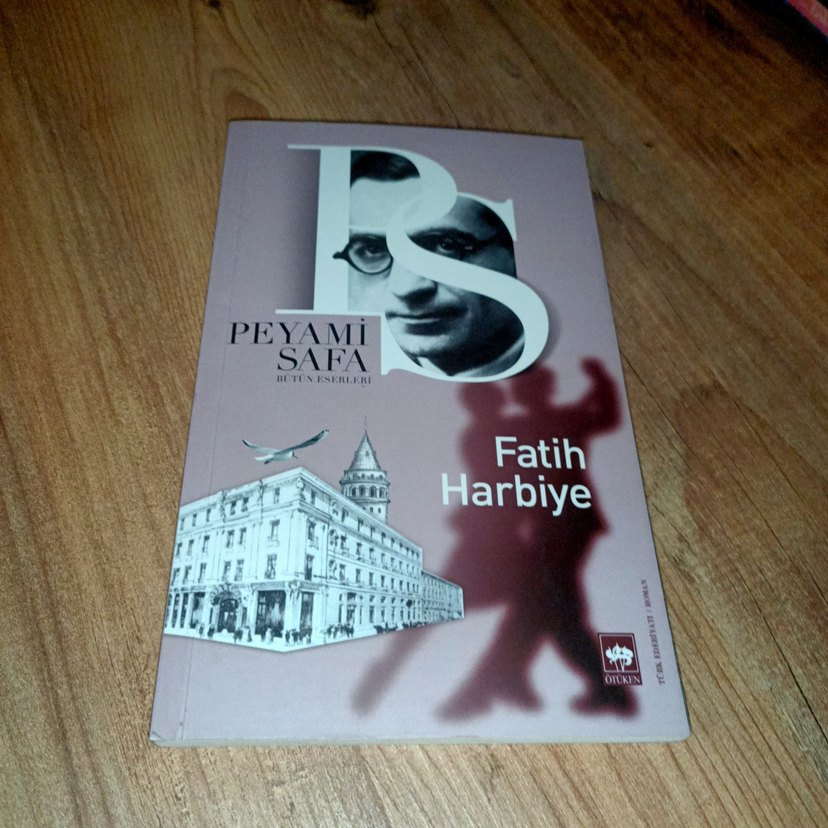 PS
PEYAMİ
SAFA
BÜTÜN ESERLERİ
Fatih
Harbiye
ÖTÜKEN
TÜRK EDEBİYATI / ROMAN